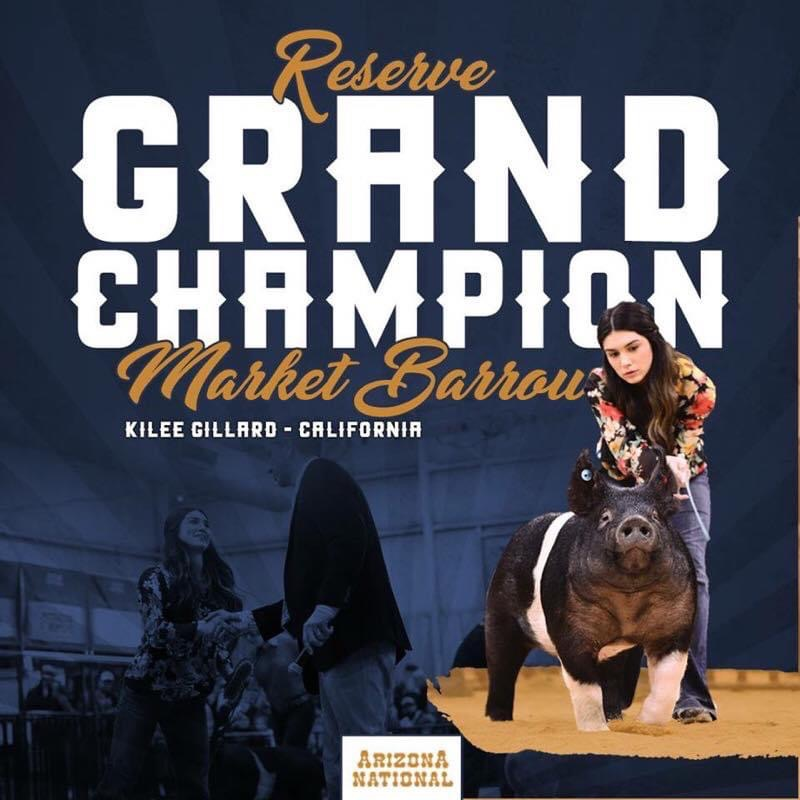 Reserve
GRAND
CHAMPION
Market Barrow
KILEE GILLARD - CALIFORNIA
ARIZONA
NATIONAL